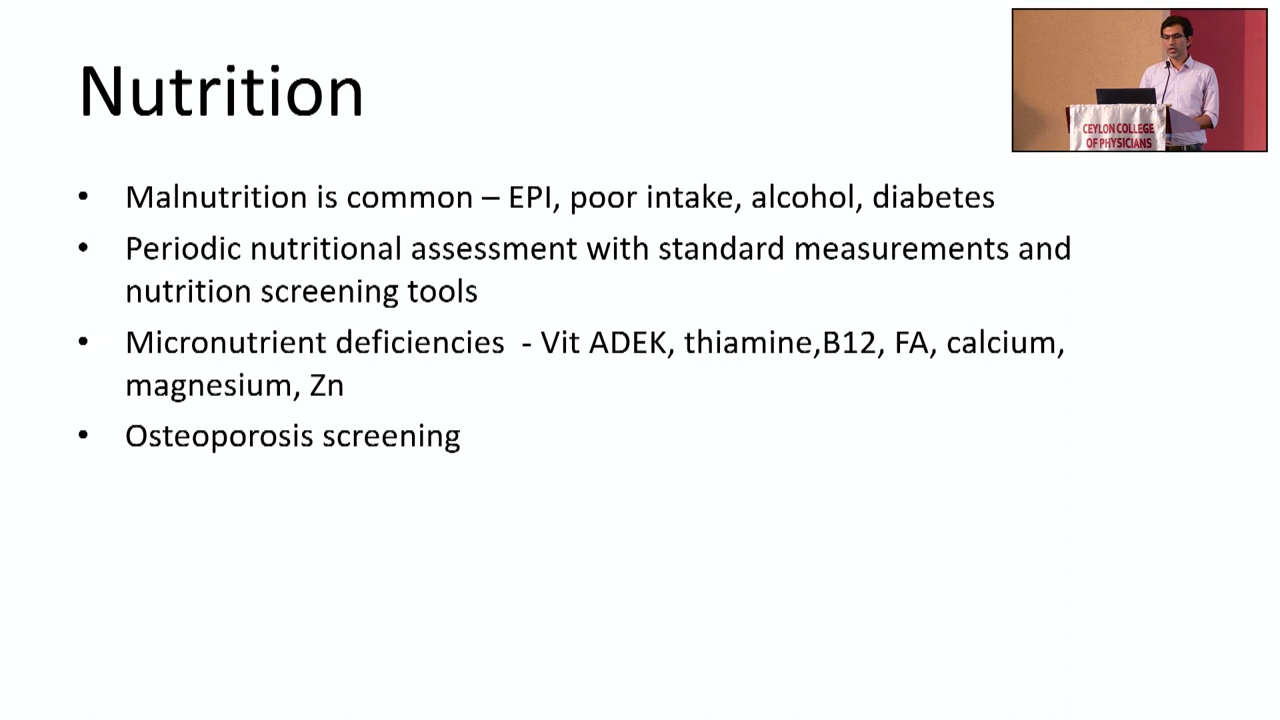 Nutrition
CEYLON COLLEGE
OF PHYSICIANS
• Malnutrition is common – EPI, poor intake, alcohol, diabetes
• Periodic nutritional assessment with standard measurements and
nutrition screening tools
• Micronutrient deficiencies - Vit ADEK, thiamine,B12, FA, calcium,
magnesium, Zn
• Osteoporosis screening